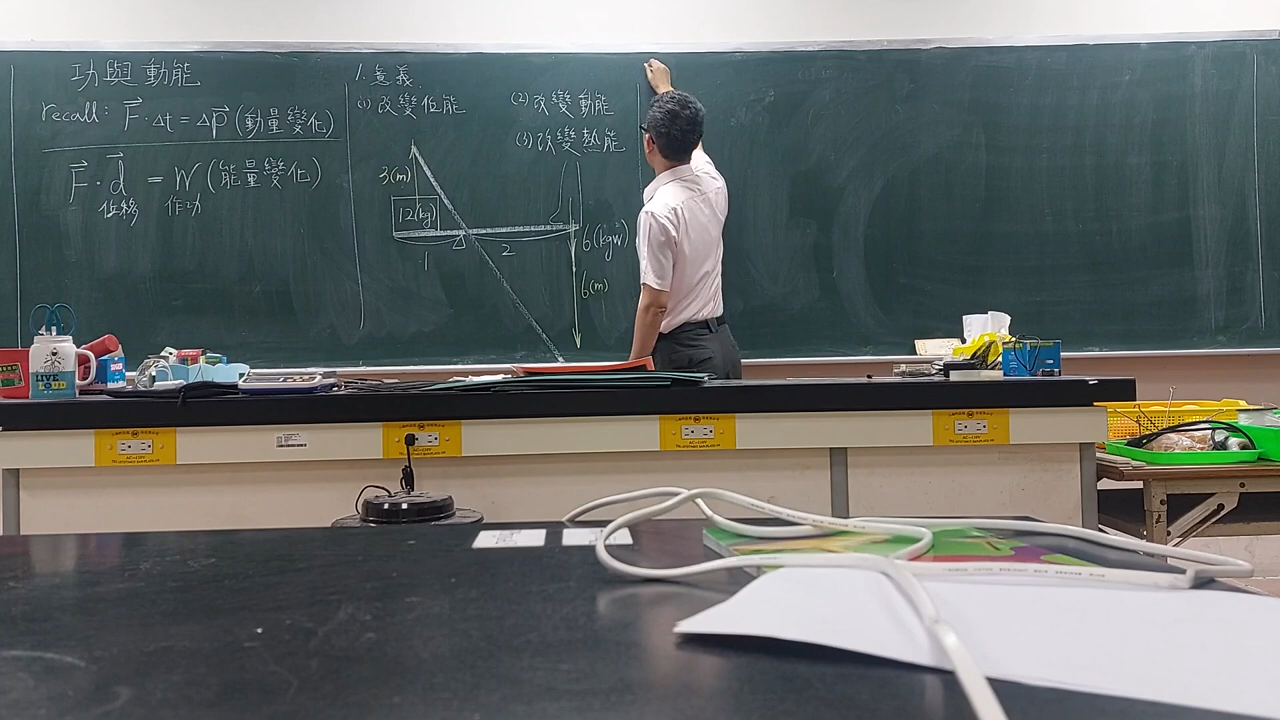 功與動能
recall: F⃗·Δt = Δp⃗ (動量變化)
F⃗·d⃗ = W (能量變化)
位移 作功
1. 意義
(1) 改變位能
(2) 改變動能
(3) 改變熱能
3(m)
12(kg)
1
2
6(kgw)
6(m)
LIVE
LOUD